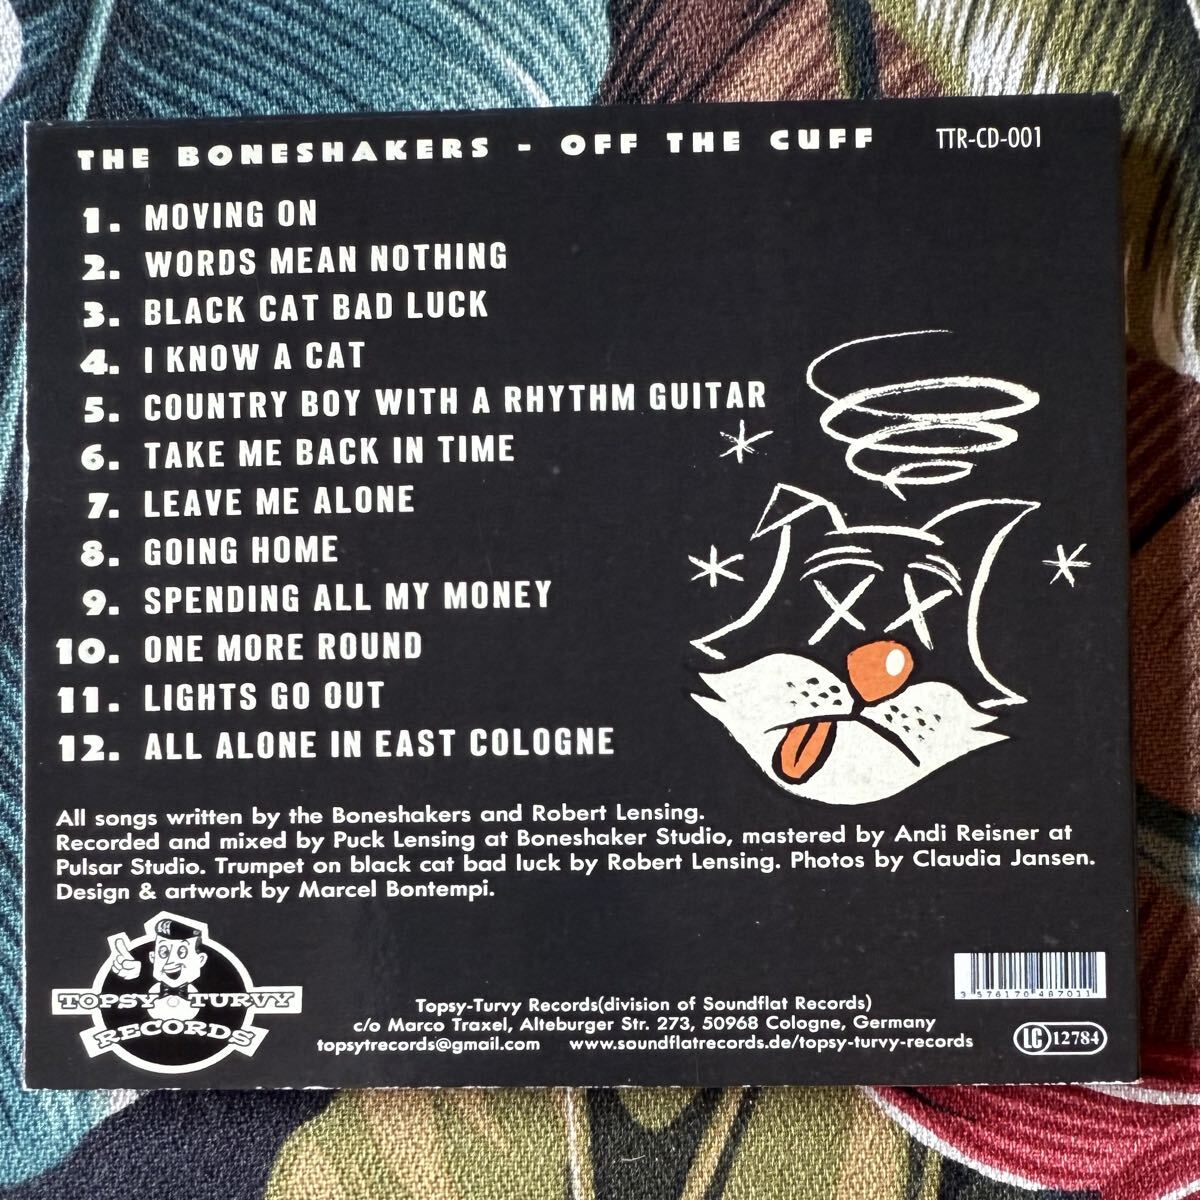 THE BONESHAKERS - OFF THE CUFF TTR-CD-001
1. MOVING ON
2. WORDS MEAN NOTHING
3. BLACK CAT BAD LUCK
4. I KNOW A CAT
5. COUNTRY BOY WITH A RHYTHM GUITAR
6. TAKE ME BACK IN TIME
7. LEAVE ME ALONE
8. GOING HOME
9. SPENDING ALL MY MONEY
10. ONE MORE ROUND
11. LIGHTS GO OUT
12. ALL ALONE IN EAST COLOGNE
All songs written by the Boneshakers and Robert Lensing.
Recorded and mixed by Puck Lensing at Boneshaker Studio, mastered by Andi Reisner at
Pulsar Studio. Trumpet on black cat bad luck by Robert Lensing. Photos by Claudia Jansen.
Design & artwork by Marcel Bontempi.
TOPSY TURVY
RECORDS
Topsy-Turvy Records(division of Soundflat Records)
c/o Marco Traxel, Alteburger Str. 273, 50968 Cologne, Germany
topsytrecords@gmail.com www.soundflatrecords.de/topsy-turvy-records
3 576170 487011
LC 12784